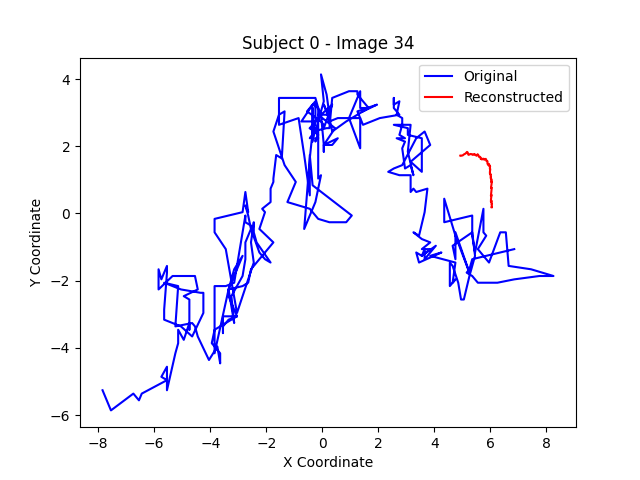 Subject 0 - Image 34
Original
Reconstructed
Y Coordinate
4
2
0
−2
−4
−6
−8 −6 −4 −2 0 2 4 6 8
X Coordinate